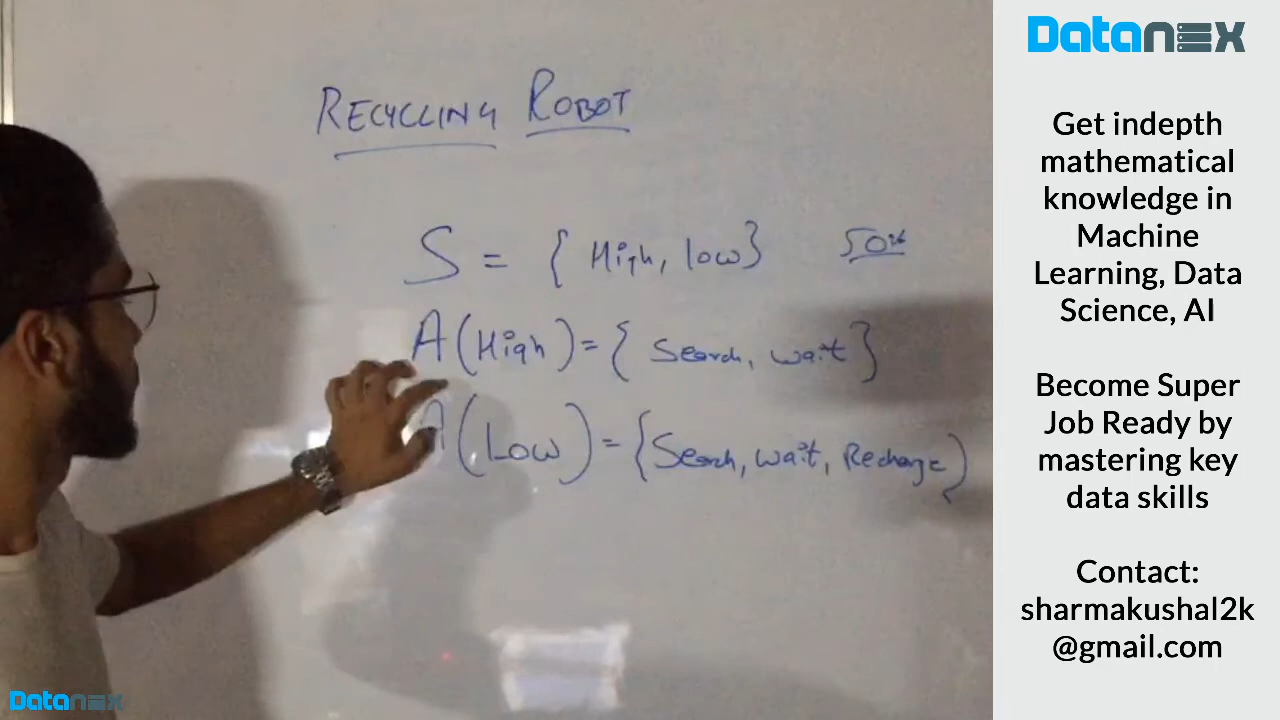 RECYCLING ROBOT
S = { High, low } 50%
A(High) = { Search, wait }
A(Low) = { Search, wait, Recharge }
Datanex
Get indepth
mathematical
knowledge in
Machine
Learning, Data
Science, AI
Become Super
Job Ready by
mastering key
data skills
Contact:
sharmakushal2k
@gmail.com
Datanex